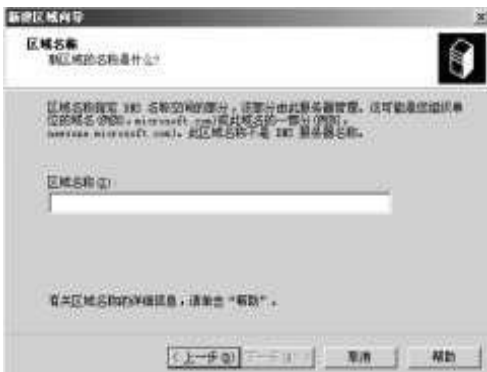 新建区域向导
区域名称
新区域的名称是什么?
区域名称指定 DNS 名称空间的部分，该部分由此服务器管理。这可能是您组织单
位的域名(例如，microsoft.com)或此域名的一部分(例如，
newzone.microsoft.com)。此区域名称不是 DNS 服务器名称。
区域名称(Z):
有关区域名称的详细信息，请单击“帮助”。
<上一步(B)
下一步(N)>
取消
帮助